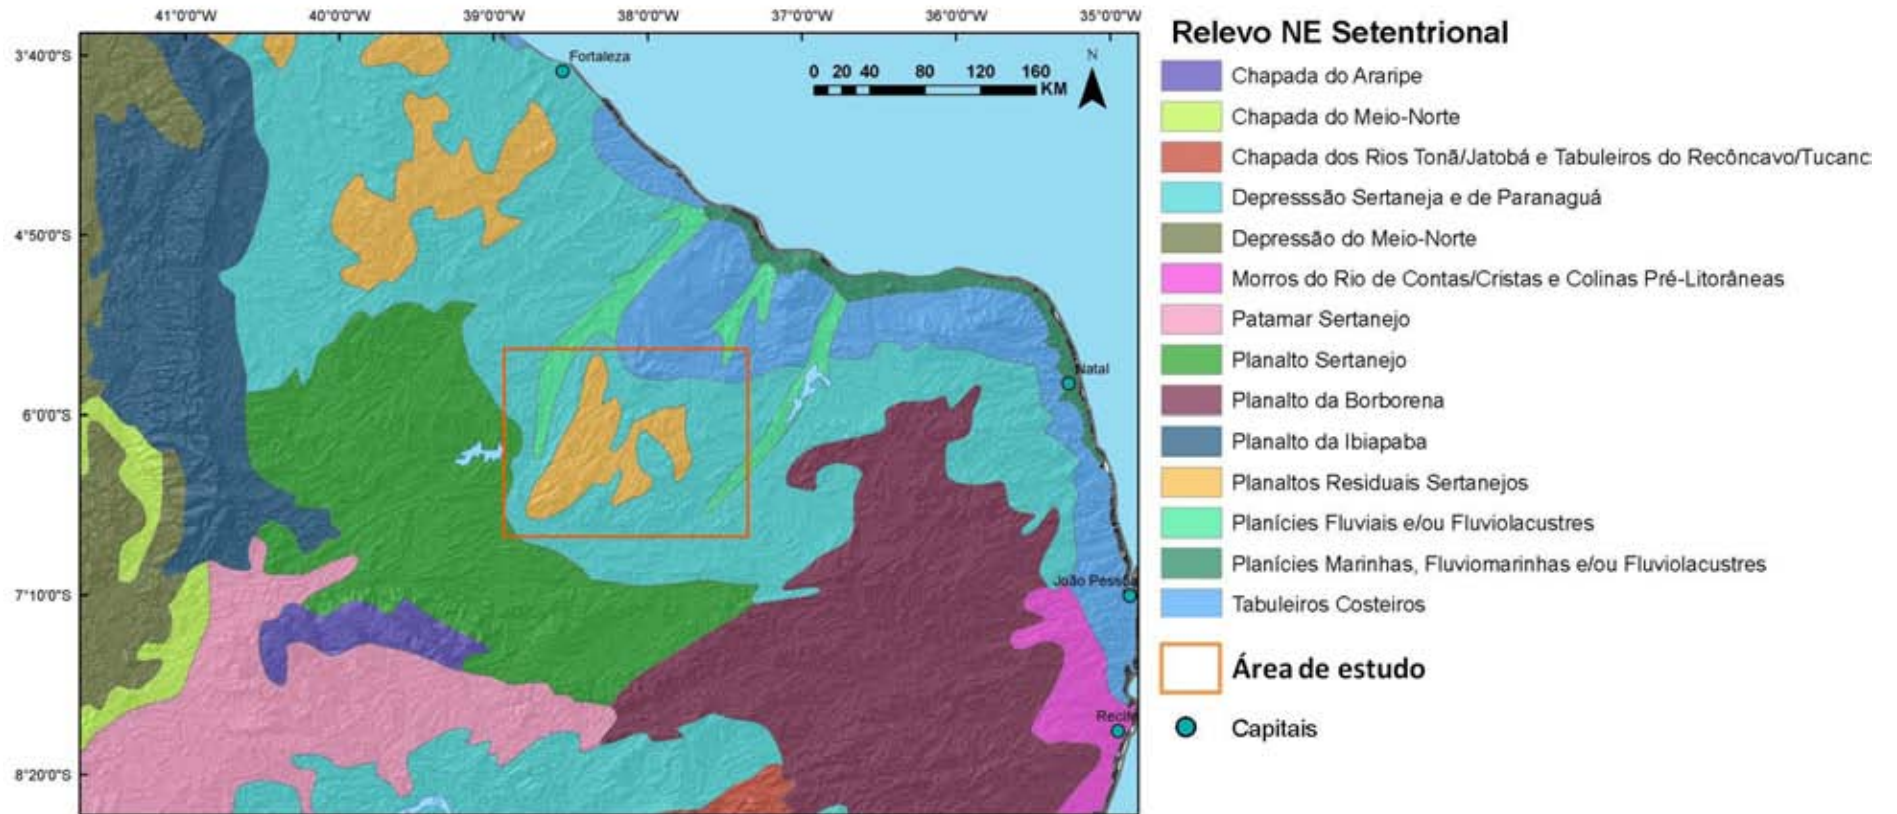 41°0'0"W 40°0'0"W 39°0'0"W 38°0'0"W 37°0'0"W 36°0'0"W 35°0'0"W
3°40'0"S
4°50'0"S
6°0'0"S
7°10'0"S
8°20'0"S
Fortaleza
0 20 40 80 120 160
KM
N
Natal
João Pessoa
Recife
Relevo NE Setentrional
Chapada do Araripe
Chapada do Meio-Norte
Chapada dos Rios Tonã/Jatobá e Tabuleiros do Recôncavo/Tucanc
Depresssão Sertaneja e de Paranaguá
Depressão do Meio-Norte
Morros do Rio de Contas/Cristas e Colinas Pré-Litorâneas
Patamar Sertanejo
Planalto Sertanejo
Planalto da Borborena
Planalto da Ibiapaba
Planaltos Residuais Sertanejos
Planícies Fluviais e/ou Fluviolacustres
Planícies Marinhas, Fluviomarinhas e/ou Fluviolacustres
Tabuleiros Costeiros
Área de estudo
Capitais